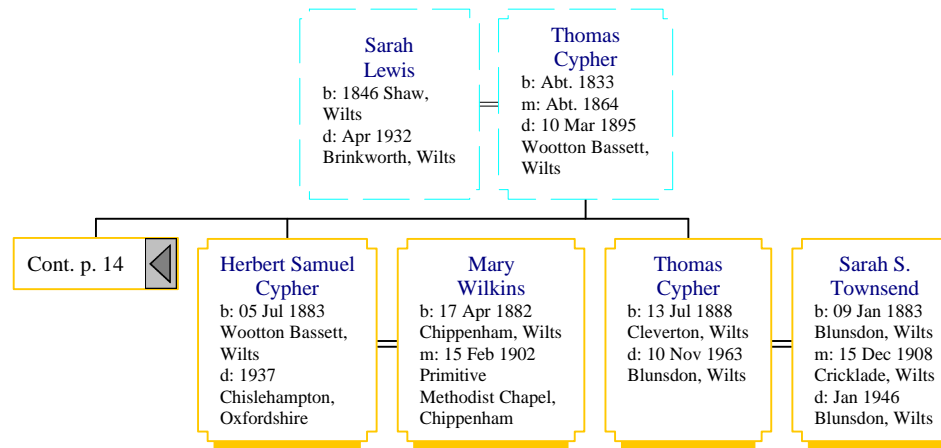 Sarah
Lewis
b: 1846 Shaw,
Wilts
d: Apr 1932
Brinkworth, Wilts
Thomas
Cypher
b: Abt. 1833
m: Abt. 1864
d: 10 Mar 1895
Wootton Bassett,
Wilts
Cont. p. 14
Herbert Samuel
Cypher
b: 05 Jul 1883
Wootton Bassett,
Wilts
d: 1937
Chislehampton,
Oxfordshire
Mary
Wilkins
b: 17 Apr 1882
Chippenham, Wilts
m: 15 Feb 1902
Primitive
Methodist Chapel,
Chippenham
Thomas
Cypher
b: 13 Jul 1888
Cleverton, Wilts
d: 10 Nov 1963
Blunsdon, Wilts
Sarah S.
Townsend
b: 09 Jan 1883
Blunsdon, Wilts
m: 15 Dec 1908
Cricklade, Wilts
d: Jan 1946
Blunsdon, Wilts